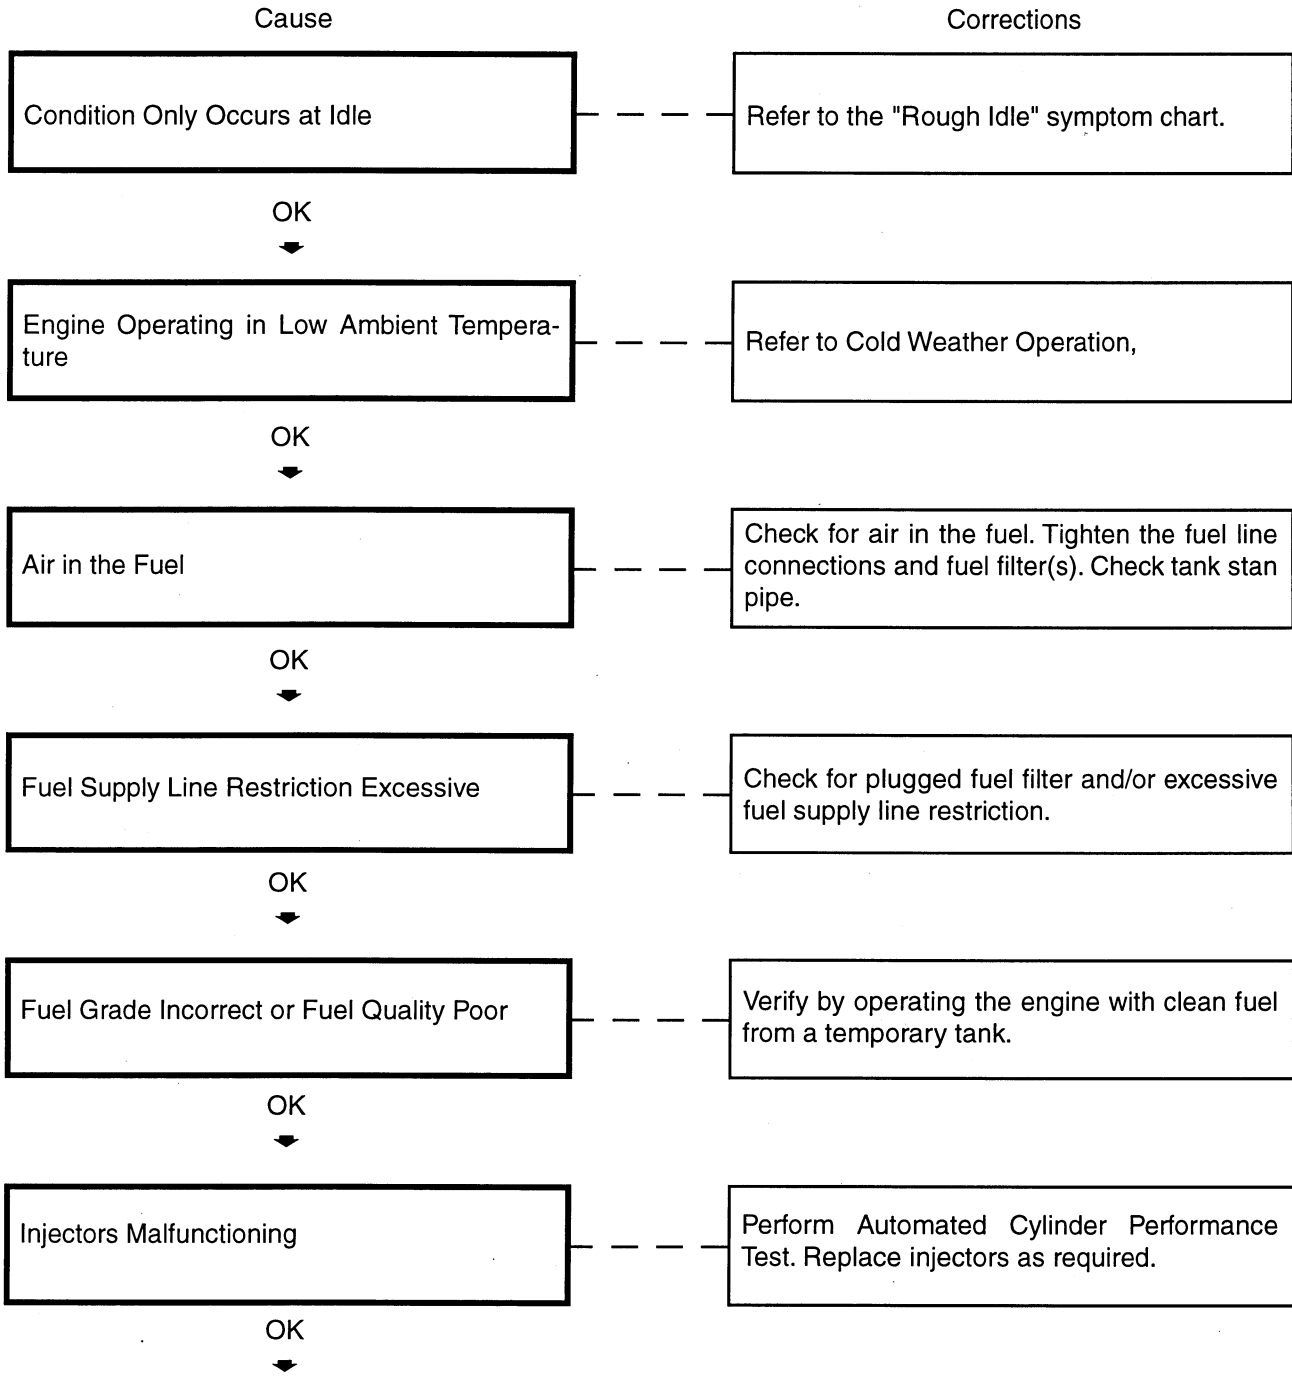 Cause
Corrections
Condition Only Occurs at Idle
Refer to the "Rough Idle" symptom chart.
OK
Engine Operating in Low Ambient Tempera-
ture
Refer to Cold Weather Operation,
OK
Air in the Fuel
Check for air in the fuel. Tighten the fuel line
connections and fuel filter(s). Check tank stan
pipe.
OK
Fuel Supply Line Restriction Excessive
Check for plugged fuel filter and/or excessive
fuel supply line restriction.
OK
Fuel Grade Incorrect or Fuel Quality Poor
Verify by operating the engine with clean fuel
from a temporary tank.
OK
Injectors Malfunctioning
Perform Automated Cylinder Performance
Test. Replace injectors as required.
OK